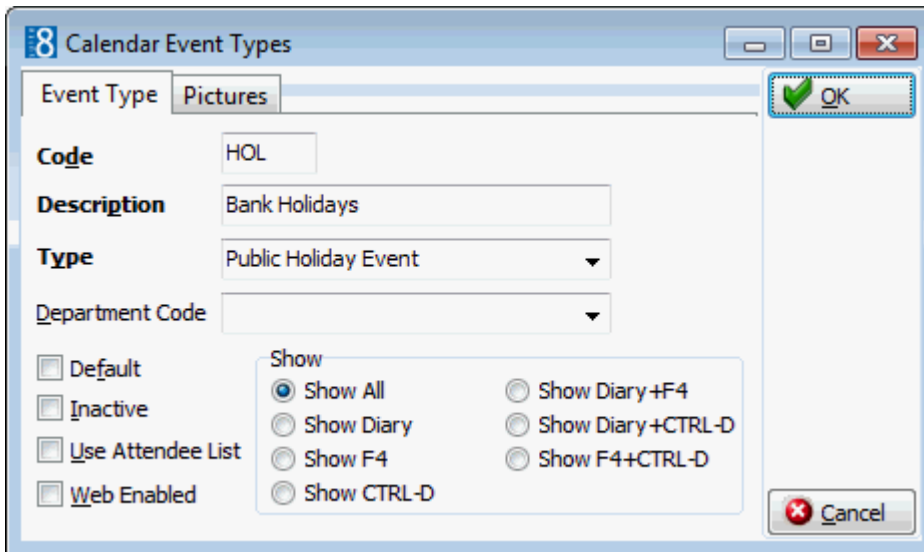 8 Calendar Event Types
Event Type Pictures
OK
Code HOL
Description Bank Holidays
Type Public Holiday Event
Department Code
Default
Inactive
Use Attendee List
Web Enabled
Show
Show All Show Diary+F4
Show Diary Show Diary+CTRL-D
Show F4 Show F4+CTRL-D
Show CTRL-D
Cancel